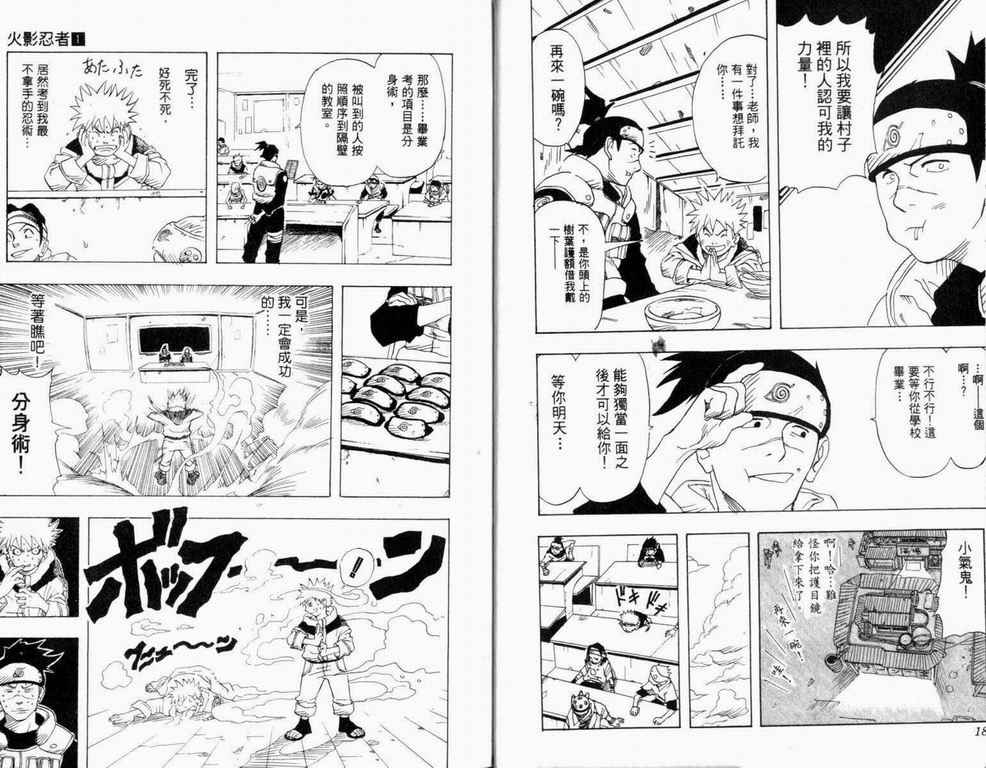 所以我要讓村子
裡的人認可我的
力量！
對了…老師，我
有一件事想拜託
你……
再來一碗嗎？
不，是你頭上的
樹葉護額借我戴
一下——
…啊——這個
啊…？
不行不行！這
要等你從學校
畢業…
能夠獨當一面之
後才可以給你！
等你明天…
小氣鬼！
啊！哈…難
怪你把護目鏡
給拿下來了。
再來一碗！
哇！
ドキドキ
18
火影忍者1
那麼……畢業
考的項目是分
身術，
被叫到的人按
照順序到隔壁
的教室。
あたふた
完了…
好死不死，
居然考到我最
不拿手的忍術…
可是，
我一定會成功
的……
等著瞧吧！
分身術！
ボッフーン
!!